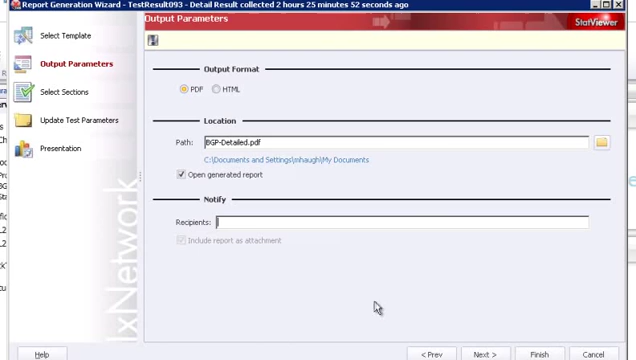 Report Generation Wizard - TestResult093 - Detail Result collected 2 hours 25 minutes 52 seconds ago
Output Parameters
StatViewer
Select Template
Output Parameters
Select Sections
Update Test Parameters
Presentation
IxNetwork
Output Format
PDF
HTML
Location
Path: BGP-Detailed.pdf
C:\Documents and Settings\mhaugh\My Documents
Open generated report
Notify
Recipients:
Include report as attachment
Help
< Prev
Next >
Finish
Cancel